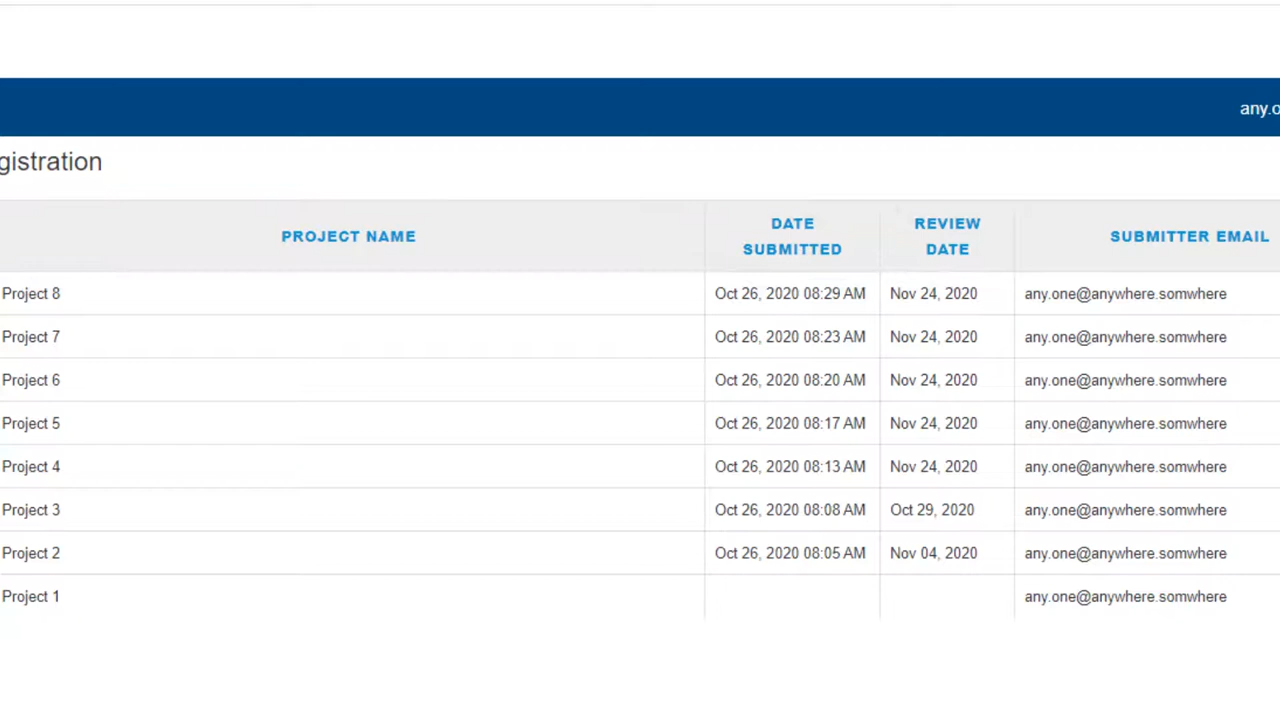 any.o
gistration
PROJECT NAME DATE SUBMITTED REVIEW DATE SUBMITTER EMAIL
Project 8 Oct 26, 2020 08:29 AM Nov 24, 2020 any.one@anywhere.somwhere
Project 7 Oct 26, 2020 08:23 AM Nov 24, 2020 any.one@anywhere.somwhere
Project 6 Oct 26, 2020 08:20 AM Nov 24, 2020 any.one@anywhere.somwhere
Project 5 Oct 26, 2020 08:17 AM Nov 24, 2020 any.one@anywhere.somwhere
Project 4 Oct 26, 2020 08:13 AM Nov 24, 2020 any.one@anywhere.somwhere
Project 3 Oct 26, 2020 08:08 AM Oct 29, 2020 any.one@anywhere.somwhere
Project 2 Oct 26, 2020 08:05 AM Nov 04, 2020 any.one@anywhere.somwhere
Project 1 any.one@anywhere.somwhere